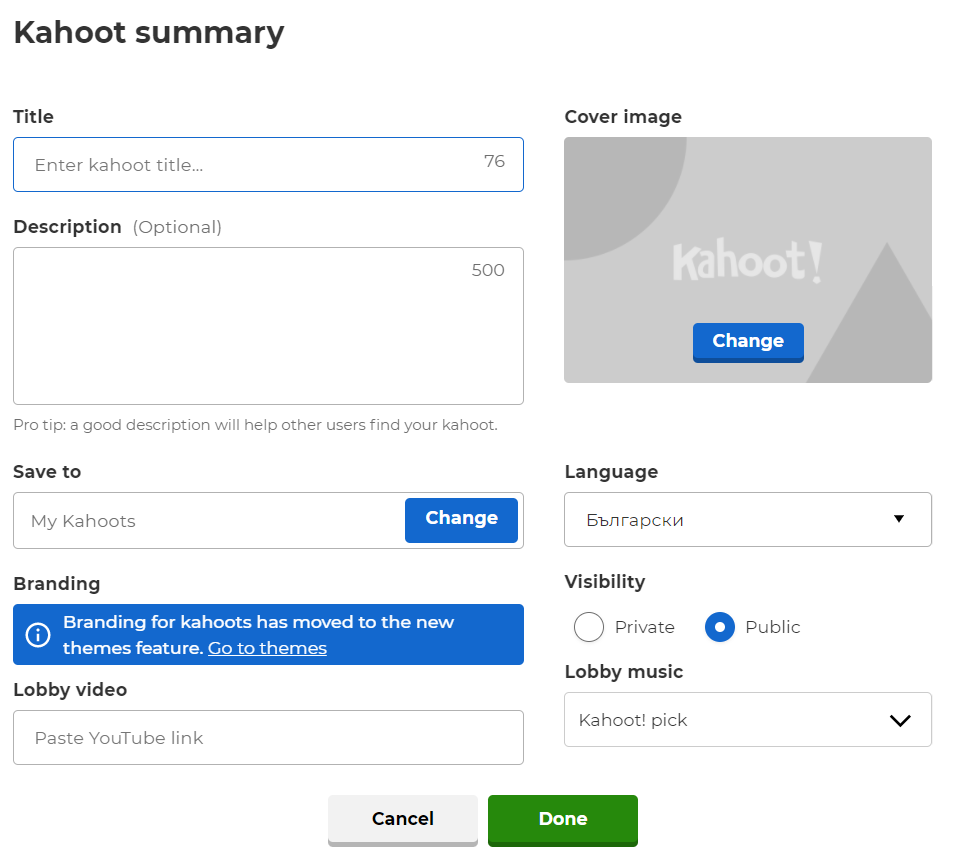 Kahoot summary
Title
Enter kahoot title...
76
Description (Optional)
500
Pro tip: a good description will help other users find your kahoot.
Cover image
Kahoot!
Change
Save to
My Kahoots
Change
Language
Български
Branding
Branding for kahoots has moved to the new
themes feature. Go to themes
Visibility
Private
Public
Lobby video
Paste YouTube link
Lobby music
Kahoot! pick
Cancel
Done